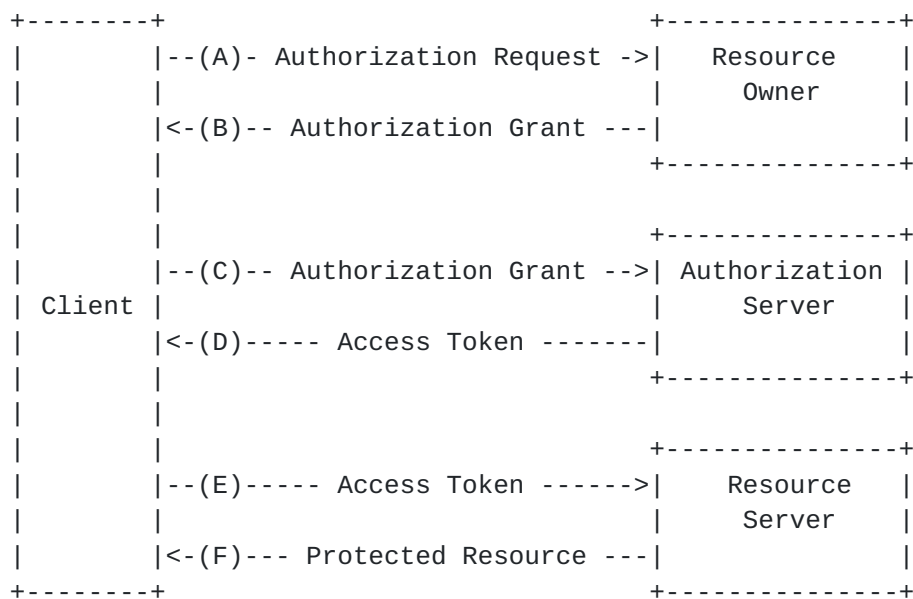 +--------+                               +---------------+
|        |--(A)- Authorization Request ->|   Resource    |
|        |                               |     Owner     |
|        |<-(B)-- Authorization Grant ---|               |
|        |                               +---------------+
|        |
|        |                               +---------------+
|        |--(C)-- Authorization Grant -->| Authorization |
| Client |                               |     Server    |
|        |<-(D)----- Access Token -------|               |
|        |                               +---------------+
|        |
|        |                               +---------------+
|        |--(E)----- Access Token ------>|    Resource   |
|        |                               |     Server    |
|        |<-(F)--- Protected Resource ---|               |
+--------+                               +---------------+